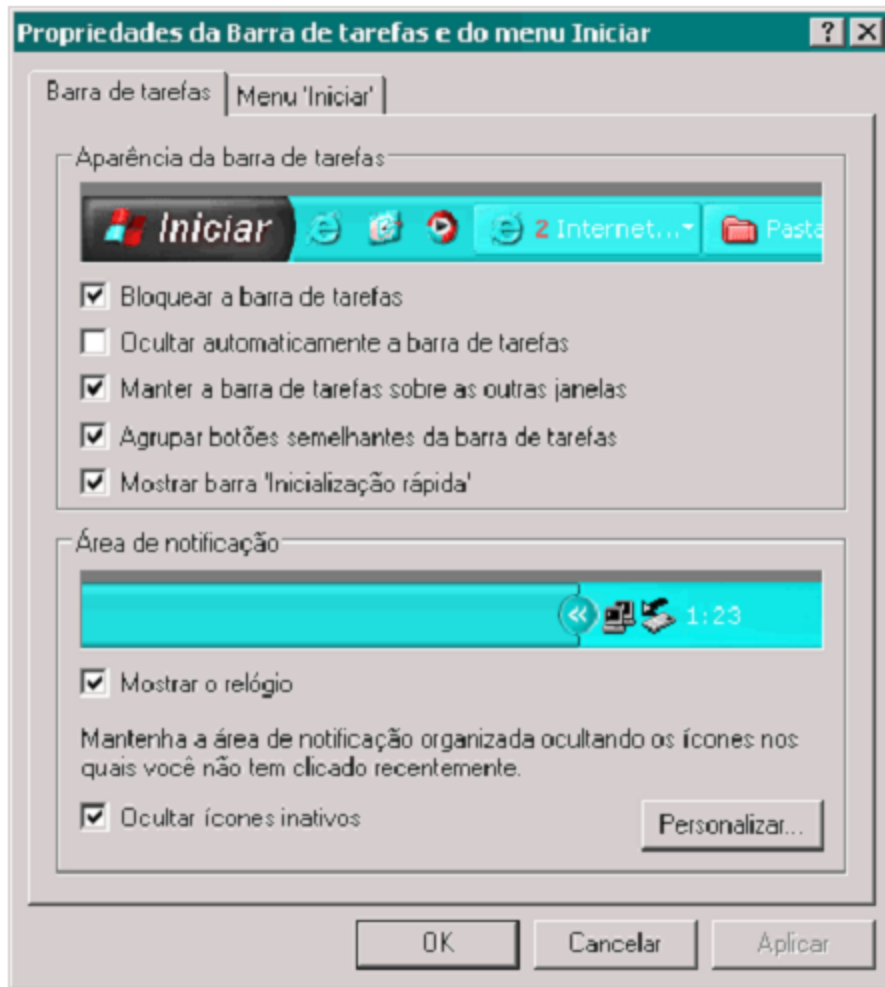 Propriedades da Barra de tarefas e do menu Iniciar
Barra de tarefas
Menu 'Iniciar'
Aparência da barra de tarefas
Iniciar
2 Internet...
Pasta
Bloquear a barra de tarefas
Ocultar automaticamente a barra de tarefas
Manter a barra de tarefas sobre as outras janelas
Agrupar botões semelhantes da barra de tarefas
Mostrar barra 'Inicialização rápida'
Área de notificação
1:23
Mostrar o relógio
Mantenha a área de notificação organizada ocultando os ícones nos
quais você não tem clicado recentemente.
Ocultar ícones inativos
Personalizar...
OK
Cancelar
Aplicar